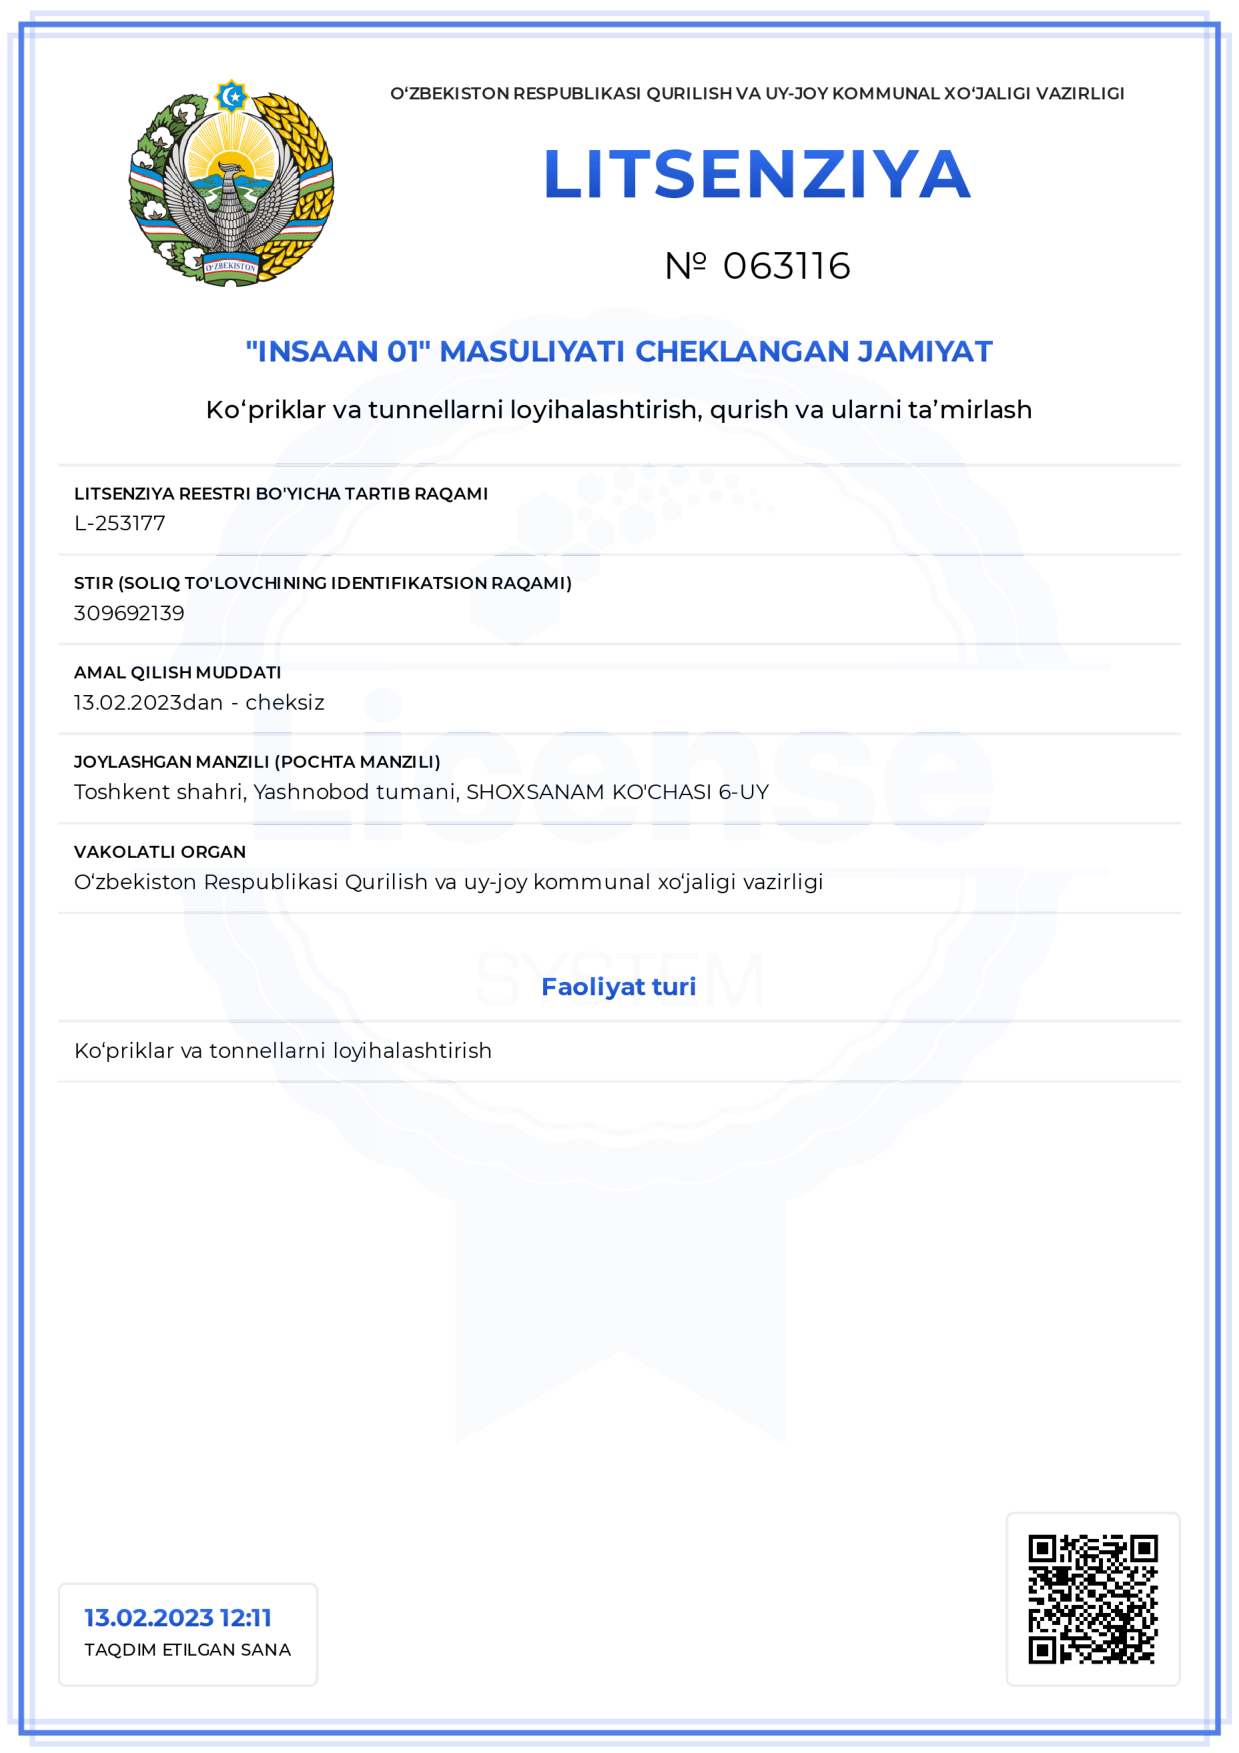 O‘ZBEKISTON RESPUBLIKASI QURILISH VA UY-JOY KOMMUNAL XO‘JALIGI VAZIRLIGI
LITSENZIYA
№ 063116
O‘ZBEKISTON
"INSAAN 01" MAS`ULIYATI CHEKLANGAN JAMIYAT
Ko‘priklar va tunnellarni loyihalashtirish, qurish va ularni ta’mirlash
LITSENZIYA REESTRI BO'YICHA TARTIB RAQAMI
L-253177
STIR (SOLIQ TO'LOVCHINING IDENTIFIKATSION RAQAMI)
309692139
AMAL QILISH MUDDATI
13.02.2023dan - cheksiz
JOYLASHGAN MANZILI (POCHTA MANZILI)
Toshkent shahri, Yashnobod tumani, SHOXSANAM KO'CHASI 6-UY
License
VAKOLATLI ORGAN
O‘zbekiston Respublikasi Qurilish va uy-joy kommunal xo‘jaligi vazirligi
SYSTEM
Faoliyat turi
Ko‘priklar va tonnellarni loyihalashtirish
13.02.2023 12:11
TAQDIM ETILGAN SANA